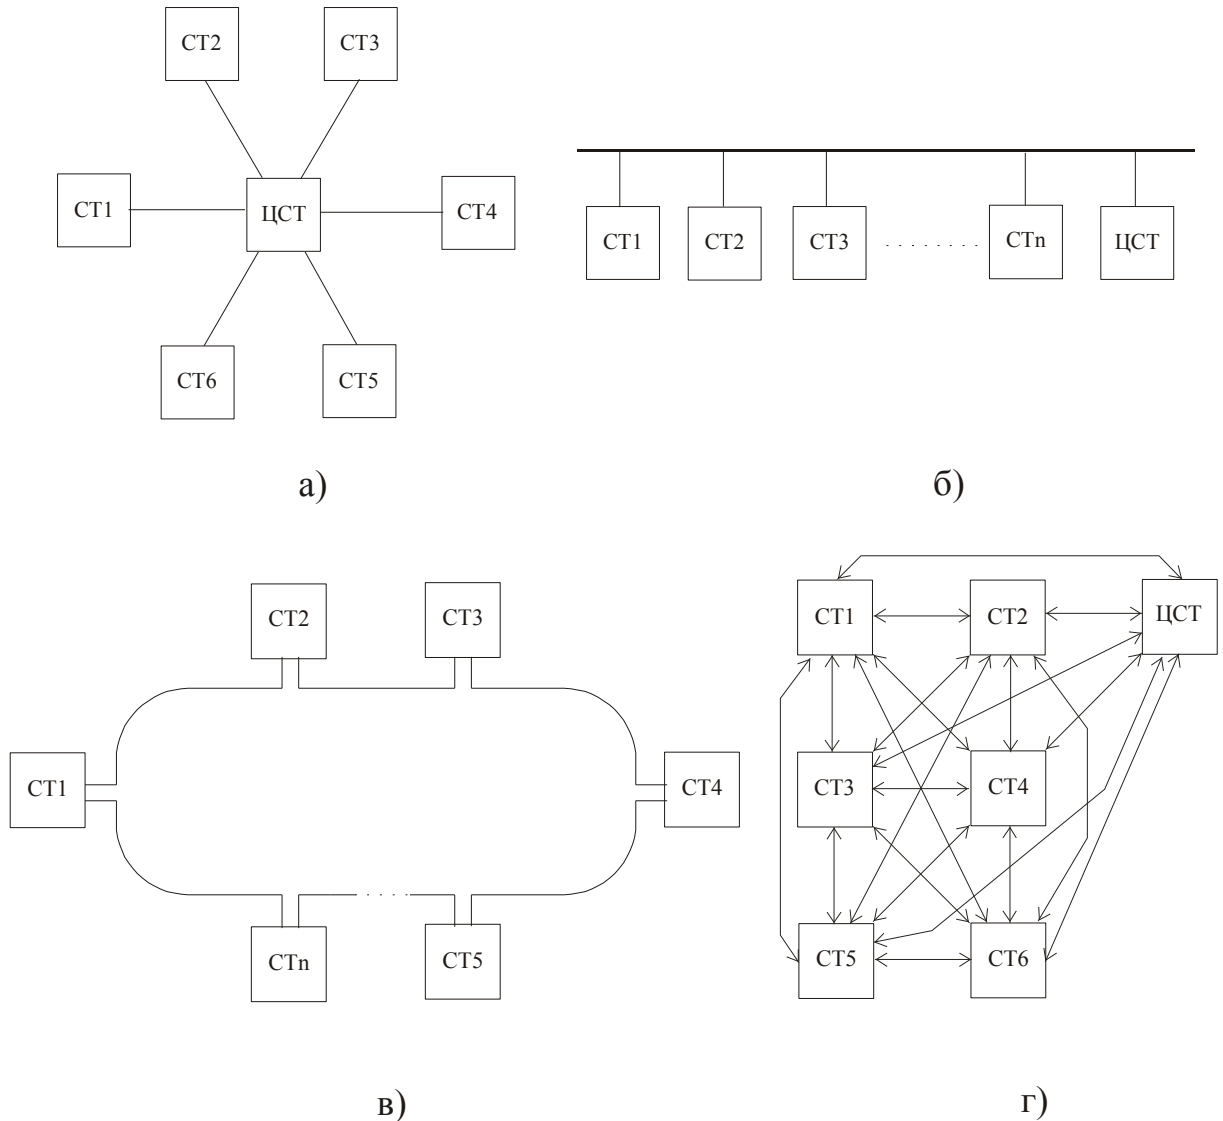 СТ2 СТ3
СТ1 ЦСТ СТ4
СТ6 СТ5
а)
СТ1 СТ2 СТ3 ........ СТn ЦСТ
б)
СТ2 СТ3
СТ1 СТ4
СТn СТ5
в)
СТ1 СТ2 ЦСТ
СТ3 СТ4
СТ5 СТ6
г)